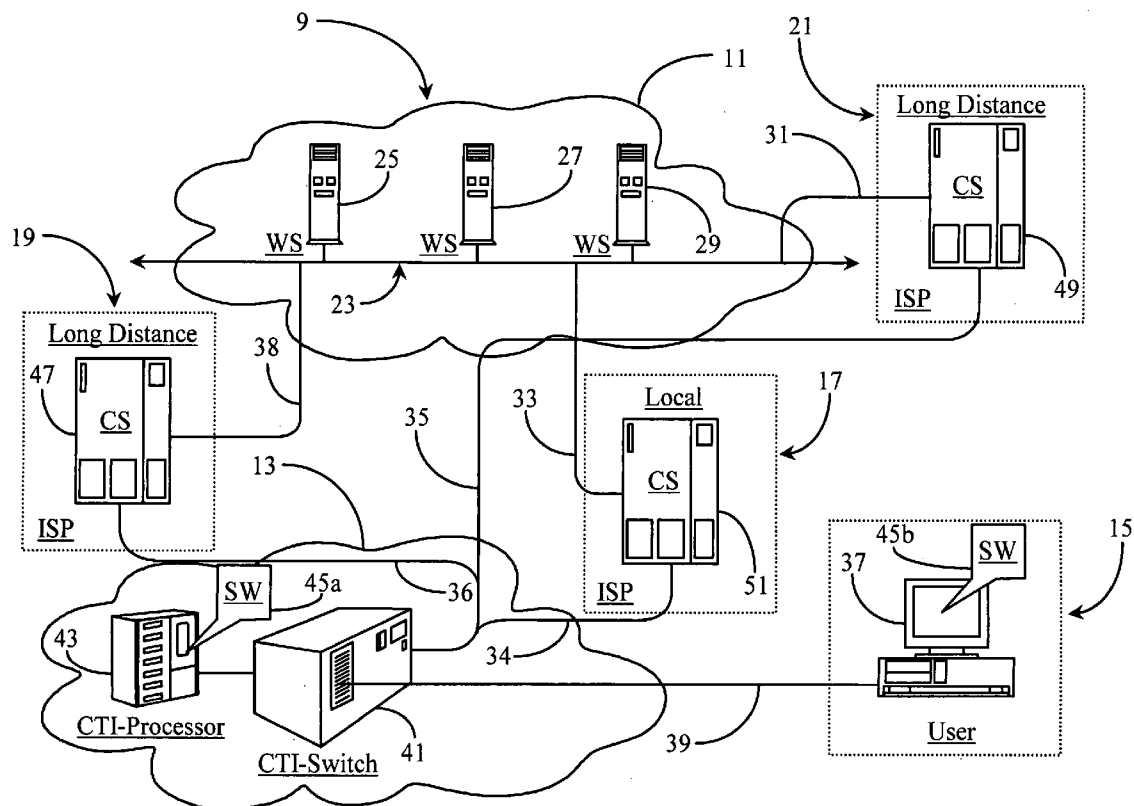 9
11
21
Long Distance
31
CS
25
27
29
WS
WS
WS
49
ISP
19
23
Long Distance
38
47
CS
33
Local
17
35
CS
13
ISP
51
45b
SW
15
37
SW
45a
36
ISP
34
43
CTI-Processor
41
39
User
CTI-Switch